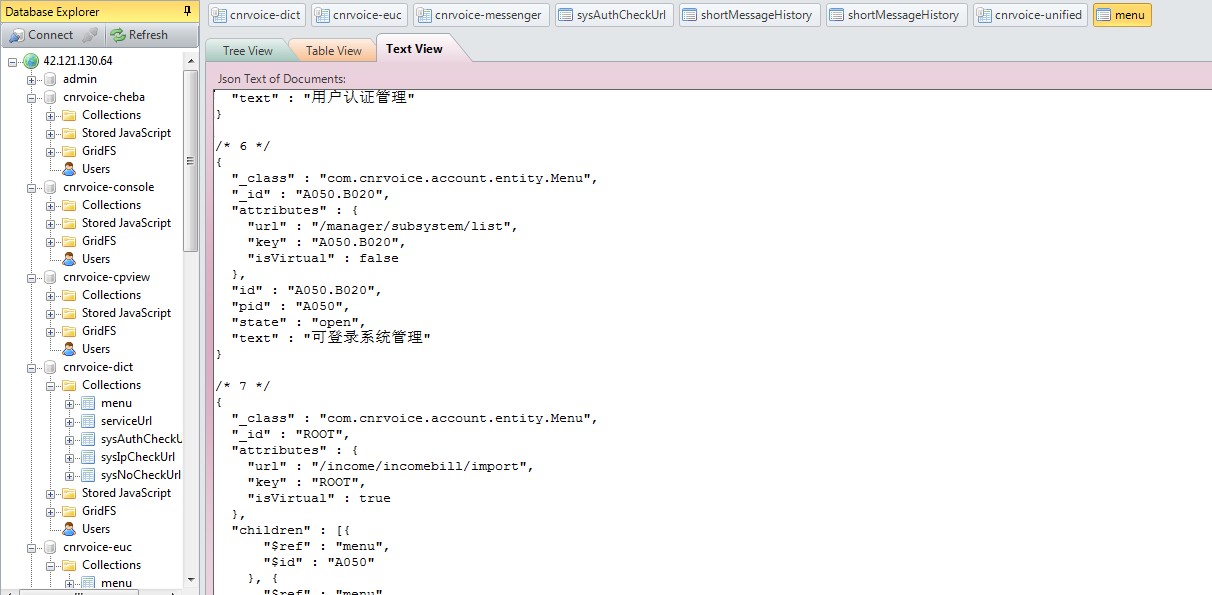 Database Explorer
Connect Refresh
42.121.130.64
admin
cnrvoice-cheba
Collections
Stored JavaScript
GridFS
Users
cnrvoice-console
Collections
Stored JavaScript
GridFS
Users
cnrvoice-cpview
Collections
Stored JavaScript
GridFS
Users
cnrvoice-dict
Collections
menu
serviceUrl
sysAuthCheckU
sysIpCheckUrl
sysNoCheckUrl
Stored JavaScript
GridFS
Users
cnrvoice-euc
Collections
menu
cnrvoice-dict cnrvoice-euc cnrvoice-messenger sysAuthCheckUrl shortMessageHistory shortMessageHistory cnrvoice-unified menu
Tree View Table View Text View
Json Text of Documents:
"text" : "用户认证管理"
}
/* 6 */
{
"_class" : "com.cnrvoice.account.entity.Menu",
"_id" : "A050.B020",
"attributes" : {
"url" : "/manager/subsystem/list",
"key" : "A050.B020",
"isVirtual" : false
},
"id" : "A050.B020",
"pid" : "A050",
"state" : "open",
"text" : "可登录系统管理"
}
/* 7 */
{
"_class" : "com.cnrvoice.account.entity.Menu",
"_id" : "ROOT",
"attributes" : {
"url" : "/income/incomebill/import",
"key" : "ROOT",
"isVirtual" : true
},
"children" : [{
"$ref" : "menu",
"$id" : "A050"
}, {
"$ref" : "menu"